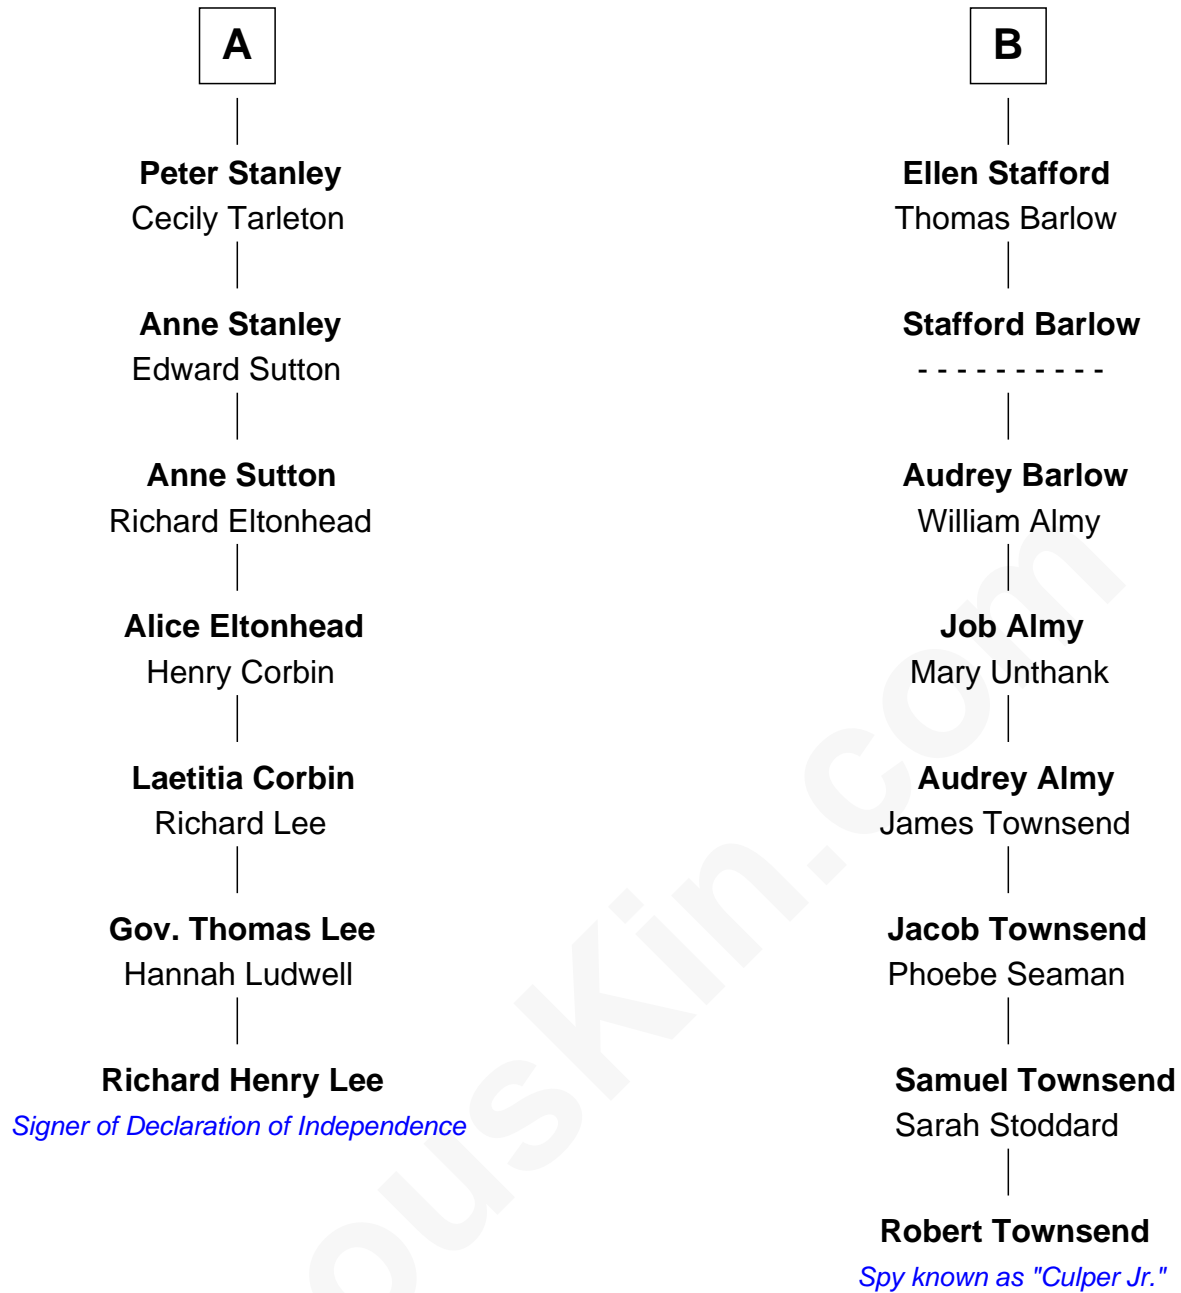 A
Peter Stanley
Cecily Tarleton
Anne Stanley
Edward Sutton
Anne Sutton
Richard Eltonhead
Alice Eltonhead
Henry Corbin
Laetitia Corbin
Richard Lee
Gov. Thomas Lee
Hannah Ludwell
Richard Henry Lee
Signer of Declaration of Independence
B
Ellen Stafford
Thomas Barlow
Stafford Barlow
- - - - - - - - - -
Audrey Barlow
William Almy
Job Almy
Mary Unthank
Audrey Almy
James Townsend
Jacob Townsend
Phoebe Seaman
Samuel Townsend
Sarah Stoddard
Robert Townsend
Spy known as "Culper Jr."
ousKin.com